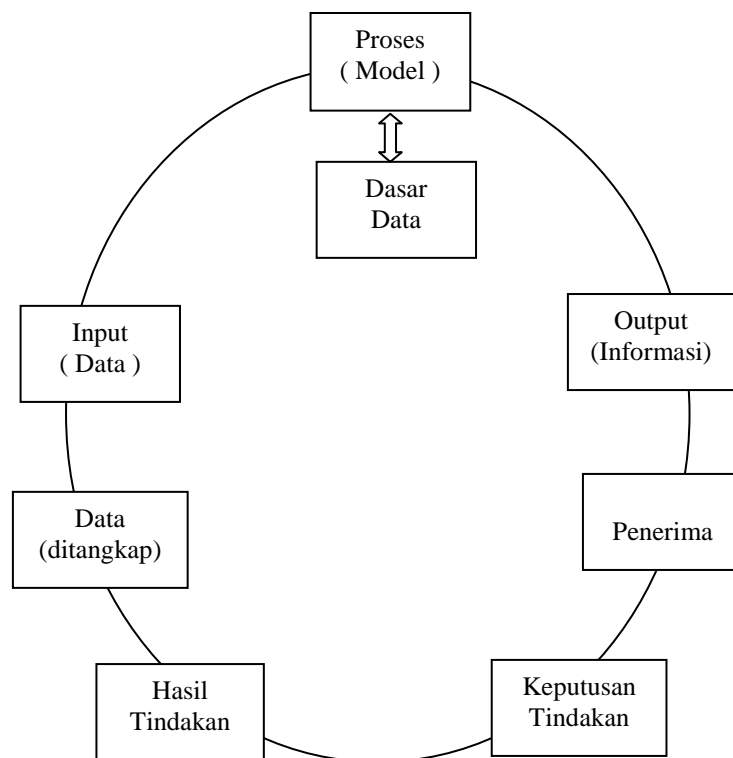 Proses
( Model )
Dasar
Data
Input
( Data )
Output
(Informasi)
Data
(ditangkap)
Penerima
Hasil
Tindakan
Keputusan
Tindakan